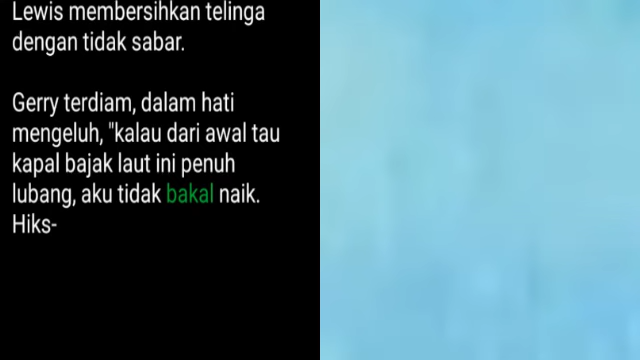 Lewis membersihkan telinga
dengan tidak sabar.
Gerry terdiam, dalam hati
mengeluh, "kalau dari awal tau
kapal bajak laut ini penuh
lubang, aku tidak bakal naik.
Hiks-